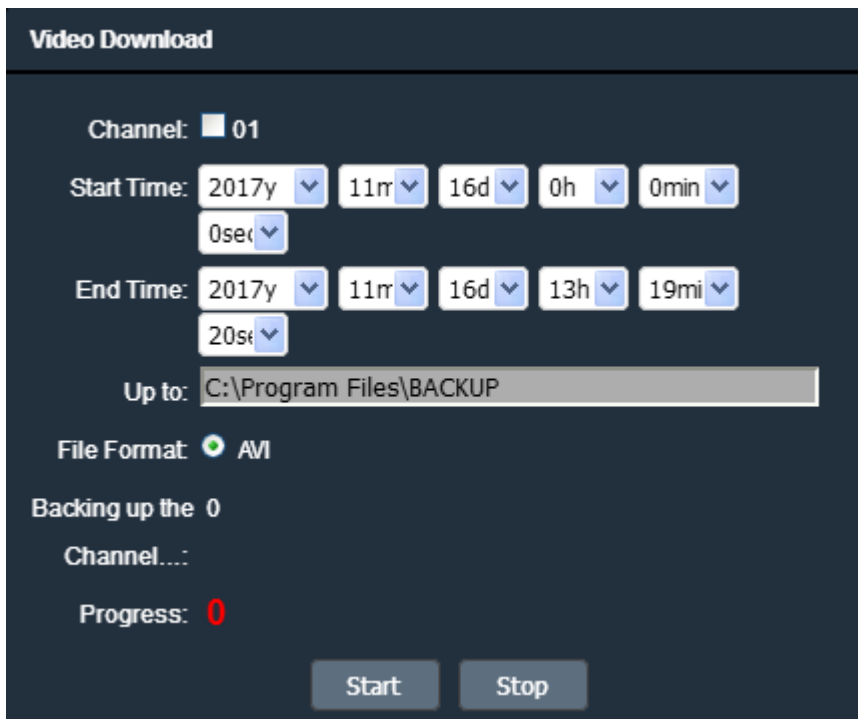 Video Download
Channel: 01
Start Time: 2017y 11m 16d 0h 0min
0sec
End Time: 2017y 11m 16d 13h 19mi
20se
Up to: C:\Program Files\BACKUP
File Format: AVI
Backing up the 0
Channel...:
Progress: 0
Start Stop